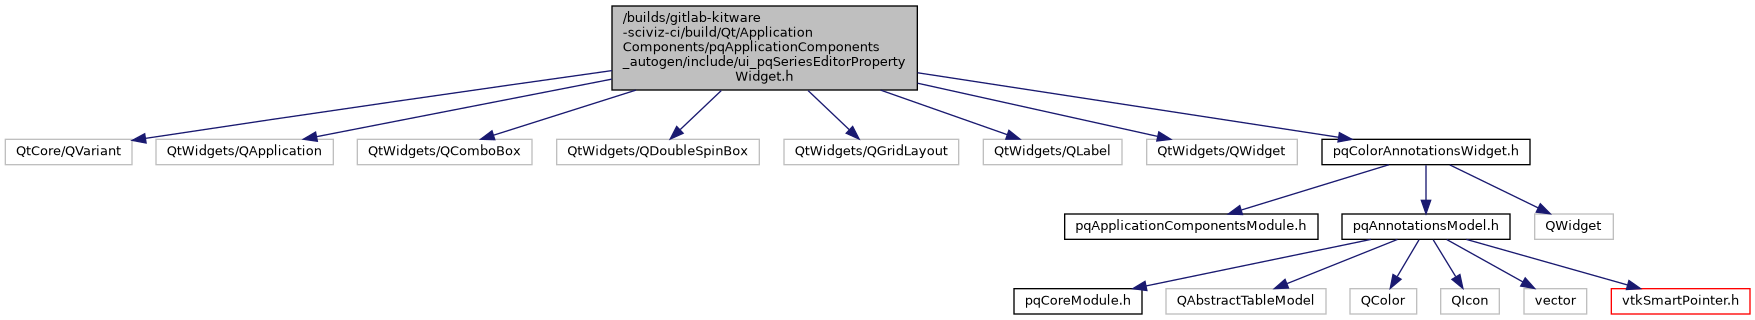 /builds/gitlab-kitware
-sciviz-ci/build/Qt/Application
Components/pqApplicationComponents
_autogen/include/ui_pqSeriesEditorProperty
Widget.h
QtCore/QVariant
QtWidgets/QApplication
QtWidgets/QComboBox
QtWidgets/QDoubleSpinBox
QtWidgets/QGridLayout
QtWidgets/QLabel
QtWidgets/QWidget
pqColorAnnotationsWidget.h
pqApplicationComponentsModule.h
pqAnnotationsModel.h
QWidget
pqCoreModule.h
QAbstractTableModel
QColor
QIcon
vector
vtkSmartPointer.h